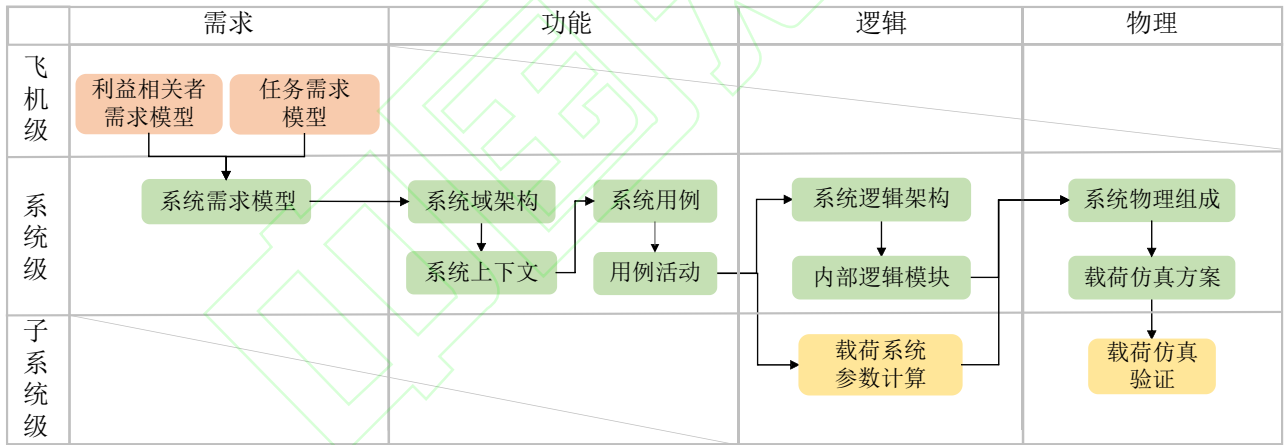 需求 功能 逻辑 物理
飞机级
利益相关者
需求模型
任务需求
模型
系统级
系统需求模型
系统域架构
系统用例
系统逻辑架构
系统物理组成
系统上下文
用例活动
内部逻辑模块
载荷仿真方案
子系统级
载荷系统
参数计算
载荷仿真
验证